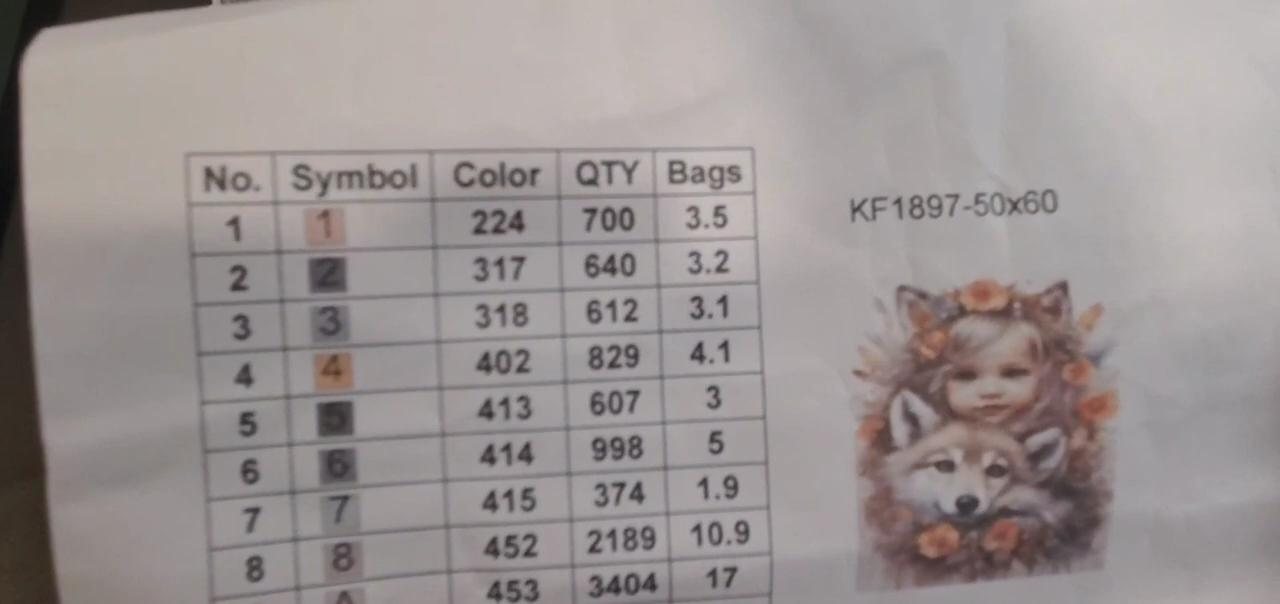 No. Symbol Color QTY Bags
1 1 224 700 3.5
KF1897-50x60
2 2 317 640 3.2
3 3 318 612 3.1
4 4 402 829 4.1
5 5 413 607 3
6 6 414 998 5
7 7 415 374 1.9
8 8 452 2189 10.9
453 3404 17